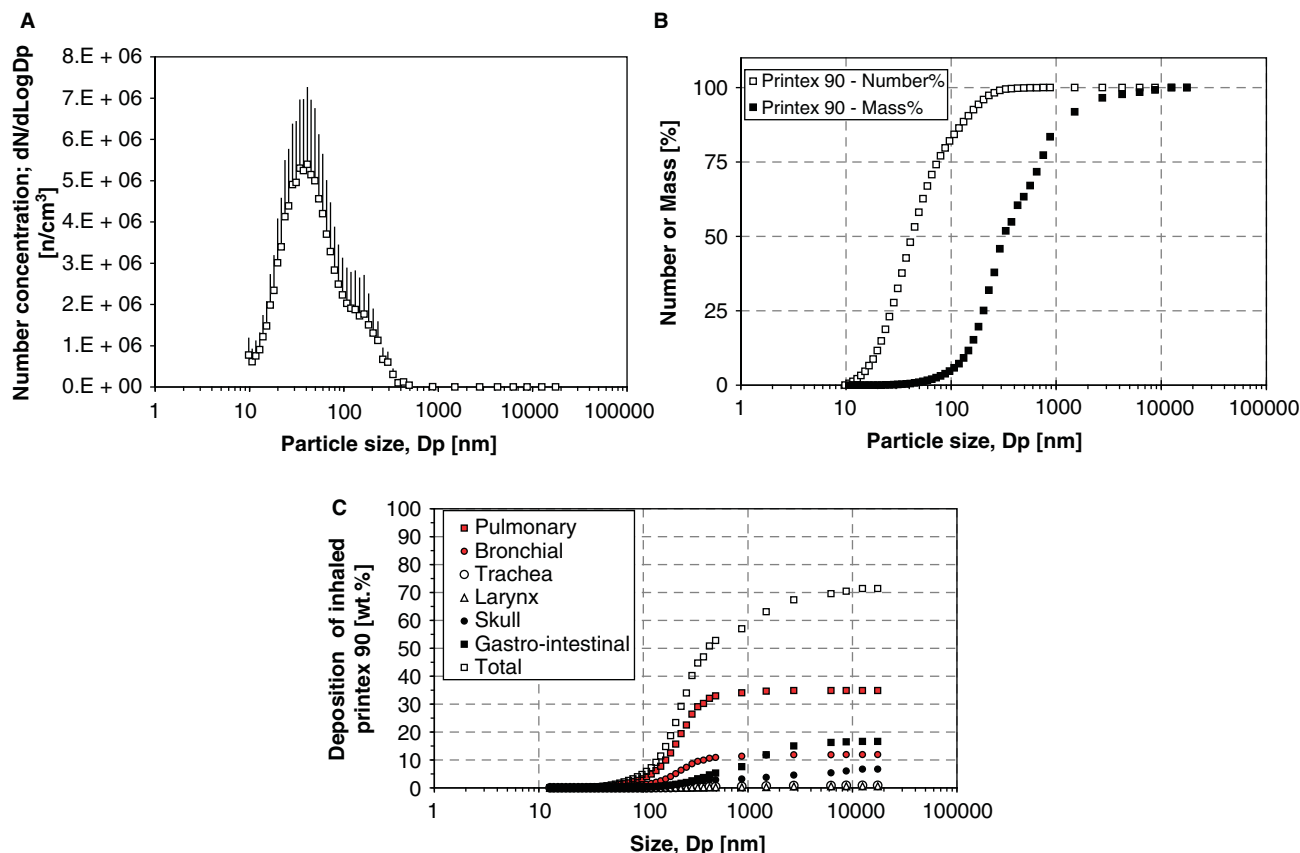 A
Number concentration; dN/dLogDp
[n/cm³]
8.E + 06
7.E + 06
6.E + 06
5.E + 06
4.E + 06
3.E + 06
2.E + 06
1.E + 06
0.E + 00
1
10
100
1000
10000
100000
Particle size, Dp [nm]
B
Number or Mass [%]
100
75
50
25
0
Printex 90 - Number%
Printex 90 - Mass%
1
10
100
1000
10000
100000
Particle size, Dp [nm]
C
Deposition of inhaled
printex 90 [wt.%]
100
90
80
70
60
50
40
30
20
10
0
Pulmonary
Bronchial
Trachea
Larynx
Skull
Gastro-intestinal
Total
1
10
100
1000
10000
100000
Size, Dp [nm]